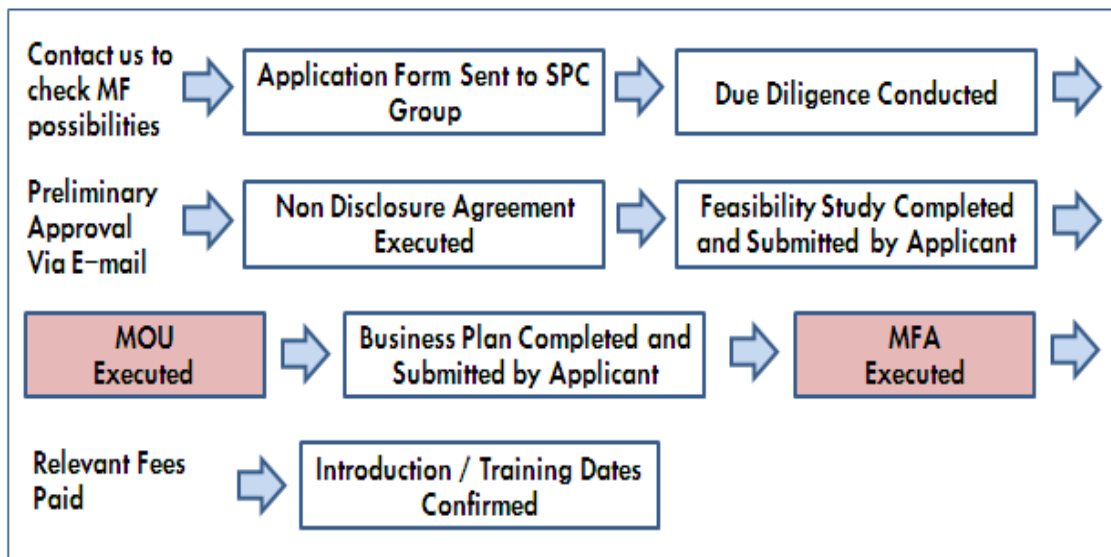 Contact us to
check MF
possibilities
Application Form Sent to SPC
Group
Due Diligence Conducted
Preliminary
Approval
Via E-mail
Non Disclosure Agreement
Executed
Feasibility Study Completed
and Submitted by Applicant
MOU
Executed
Business Plan Completed and
Submitted by Applicant
MFA
Executed
Relevant Fees
Paid
Introduction / Training Dates
Confirmed